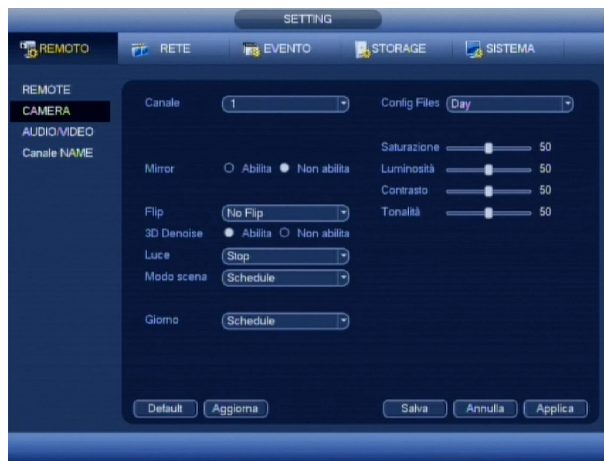 SETTING
REMOTO RETE EVENTO STORAGE SISTEMA
REMOTE
CAMERA
AUDIO/VIDEO
Canale NAME
Canale 1 Config Files Day
Saturazione 50
Mirror Abilita Non abilita Luminosità 50
Contrasto 50
Flip No Flip Tonalità 50
3D Denoise Abilita Non abilita
Luce Stop
Modo scena Schedule
Giorno Schedule
Default Aggiorna Salva Annulla Applica